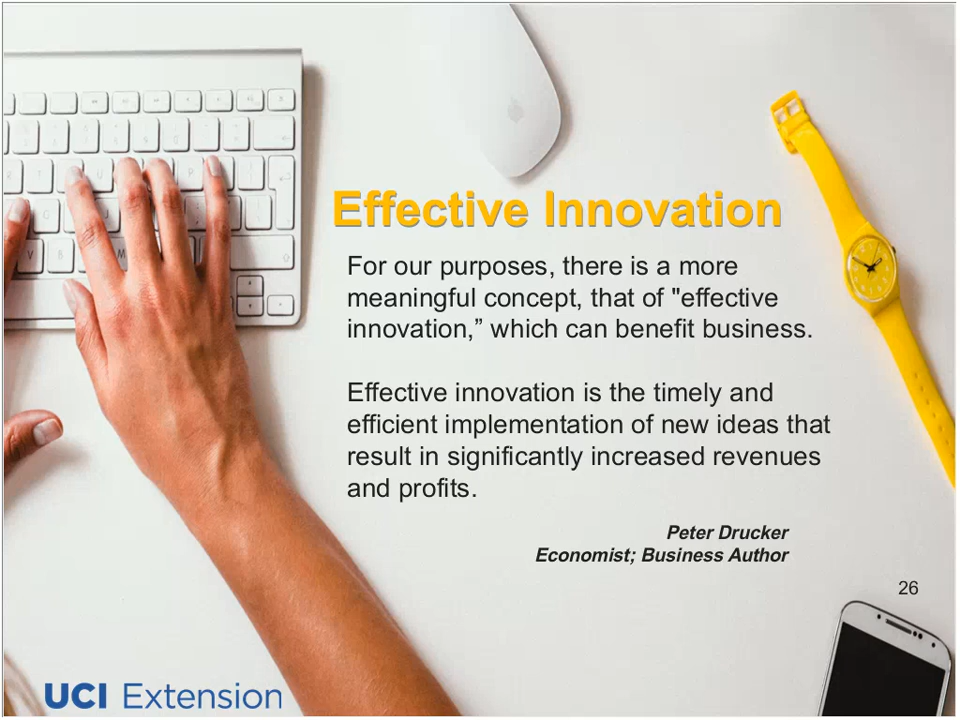 Effective Innovation
For our purposes, there is a more
meaningful concept, that of "effective
innovation,” which can benefit business.
Effective innovation is the timely and
efficient implementation of new ideas that
result in significantly increased revenues
and profits.
Peter Drucker
Economist; Business Author
26
UCI Extension